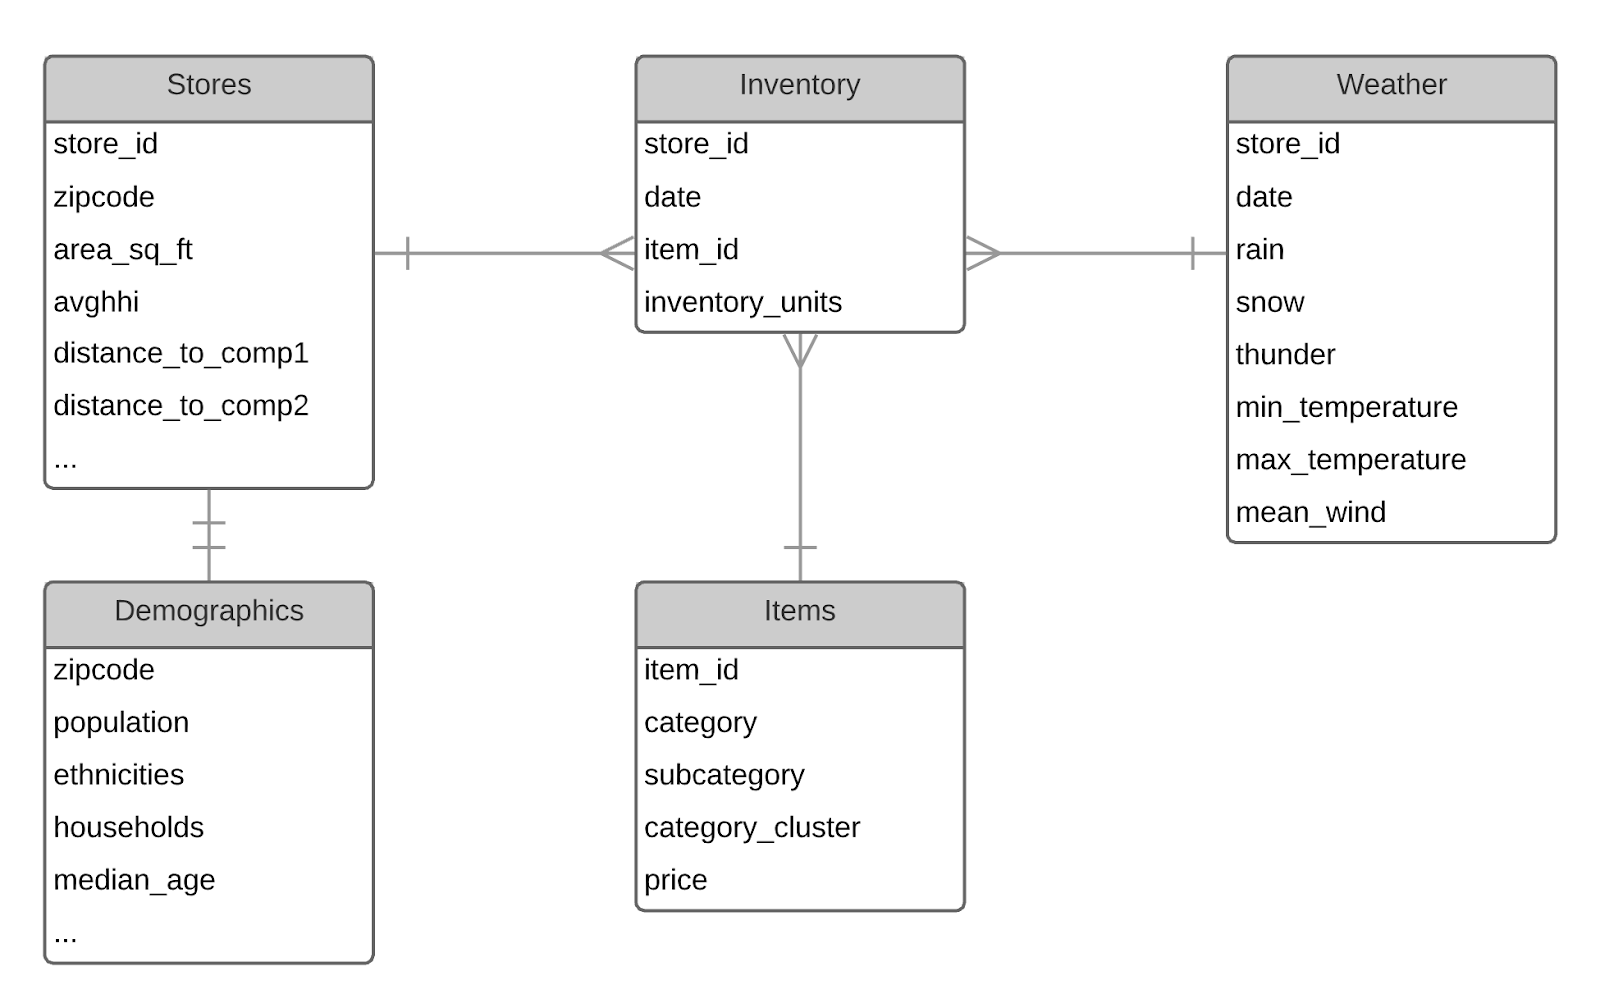 Stores
store_id
zipcode
area_sq_ft
avghhi
distance_to_comp1
distance_to_comp2
...
Inventory
store_id
date
item_id
inventory_units
Weather
store_id
date
rain
snow
thunder
min_temperature
max_temperature
mean_wind
Demographics
zipcode
population
ethnicities
households
median_age
...
Items
item_id
category
subcategory
category_cluster
price